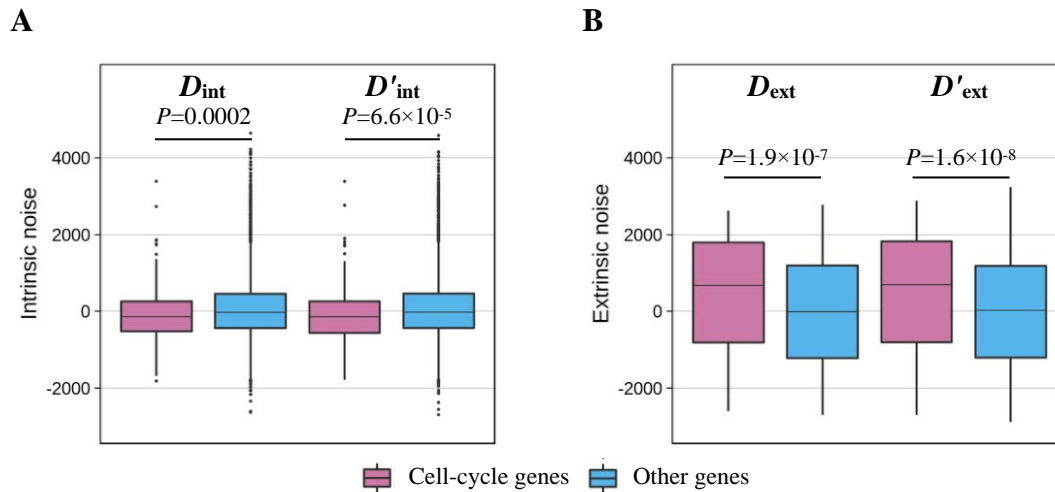 A
B
D_int D'_int
P=0.0002 P=6.6×10⁻⁵
Intrinsic noise
4000
2000
0
-2000
D_ext D'_ext
P=1.9×10⁻⁷ P=1.6×10⁻⁸
Extrinsic noise
4000
2000
0
-2000
Cell-cycle genes Other genes